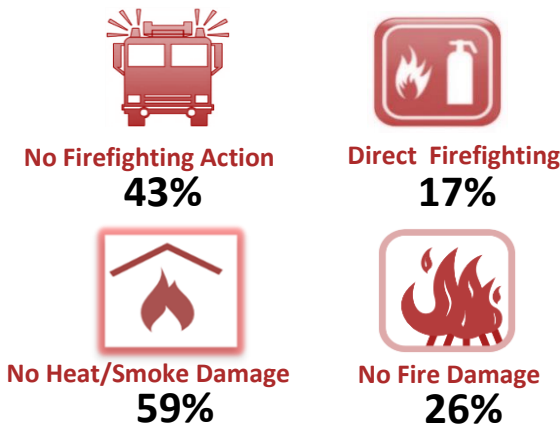 No Firefighting Action
43%
Direct Firefighting
17%
No Heat/Smoke Damage
59%
No Fire Damage
26%